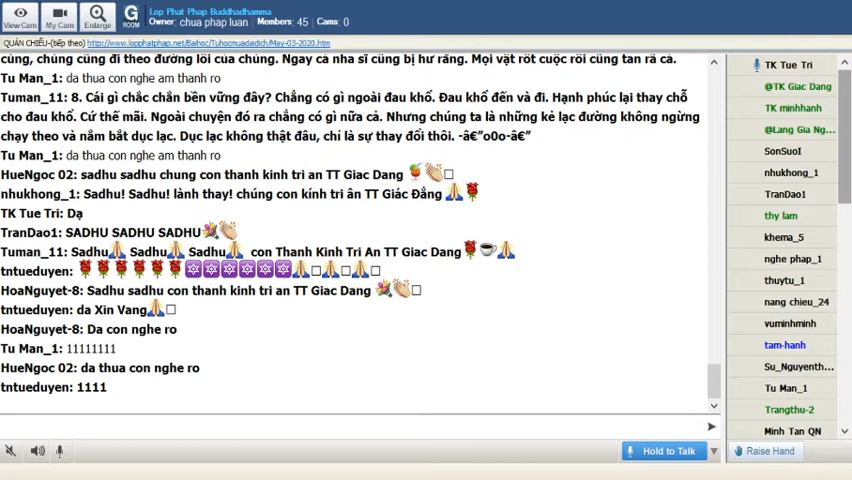 Lop Phat Phap Buddhadhamma
Owner: chua phap luan Members: 45 Cams: 0
View Cam
My Cam
Enlarge
G
ROOM
QUÁN CHIẾU-(tiếp theo) http://www.lopphatphap.net/Baihoc/Tuhocmuadaidich/May-03-2020.htm
cúng, chúng cũng đi theo đường lối của chúng. Ngay cả nha sĩ cũng bị hư răng. Mọi vật rốt cuộc rồi cũng tan rã cả.
Tu Man_1: da thua con nghe am thanh ro
Tuman_11: 8. Cái gì chắc chắn bền vững đây? Chẳng có gì ngoài đau khổ. Đau khổ đến và đi. Hạnh phúc lại thay chỗ
cho đau khổ. Cứ thế mãi. Ngoài chuyện đó ra chẳng có gì nữa cả. Nhưng chúng ta là những kẻ lạc đường không ngừng
chạy theo và nắm bắt dục lạc. Dục lạc không thật đâu, chỉ là sự thay đổi thôi. -â€”o0o-â€”
Tu Man_1: da thua con nghe am thanh ro
HueNgoc 02: sadhu sadhu chung con thanh kinh tri an TT Giac Dang
nhukhong_1: Sadhu! Sadhu! lành thay! chúng con kính tri ân TT Giác Đẳng
TK Tue Tri: Dạ
TranDao1: SADHU SADHU SADHU
Tuman_11: Sadhu Sadhu Sadhu con Thanh Kinh Tri An TT Giac Dang
tntueduyen:
HoaNguyet-8: Sadhu sadhu con thanh kinh tri an TT Giac Dang
tntueduyen: da Xin Vang
HoaNguyet-8: Da con nghe ro
Tu Man_1: 11111111
HueNgoc 02: da thua con nghe ro
tntueduyen: 1111
Hold to Talk
TK Tue Tri
@TK Giac Dang
TK minhhanh
@Lang Gia Ng...
SonSuoI
nhukhong_1
TranDao1
thy lam
khema_5
nghe phap_1
thuytu_1
nang chieu_24
vuminhminh
tam-hanh
Su_Nguyenth...
Tu Man_1
Trangthu-2
Minh Tan QN
Raise Hand